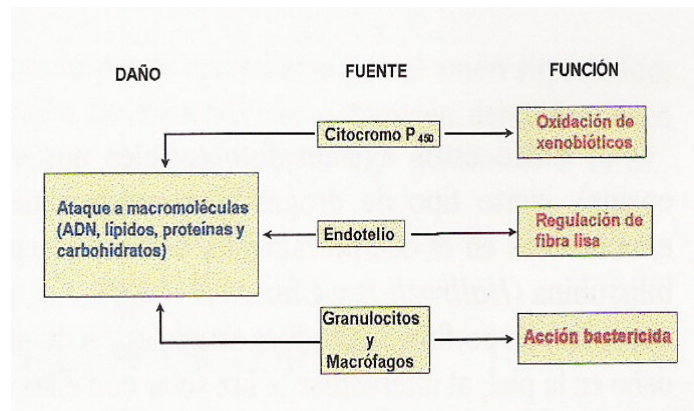 DAÑO
FUENTE
FUNCIÓN
Citocromo P450
Oxidación de
xenobióticos
Ataque a macromoléculas
(ADN, lípidos, proteínas y
carbohidratos)
Endotelio
Regulación de
fibra lisa
Granulocitos
y
Macrófagos
Acción bactericida